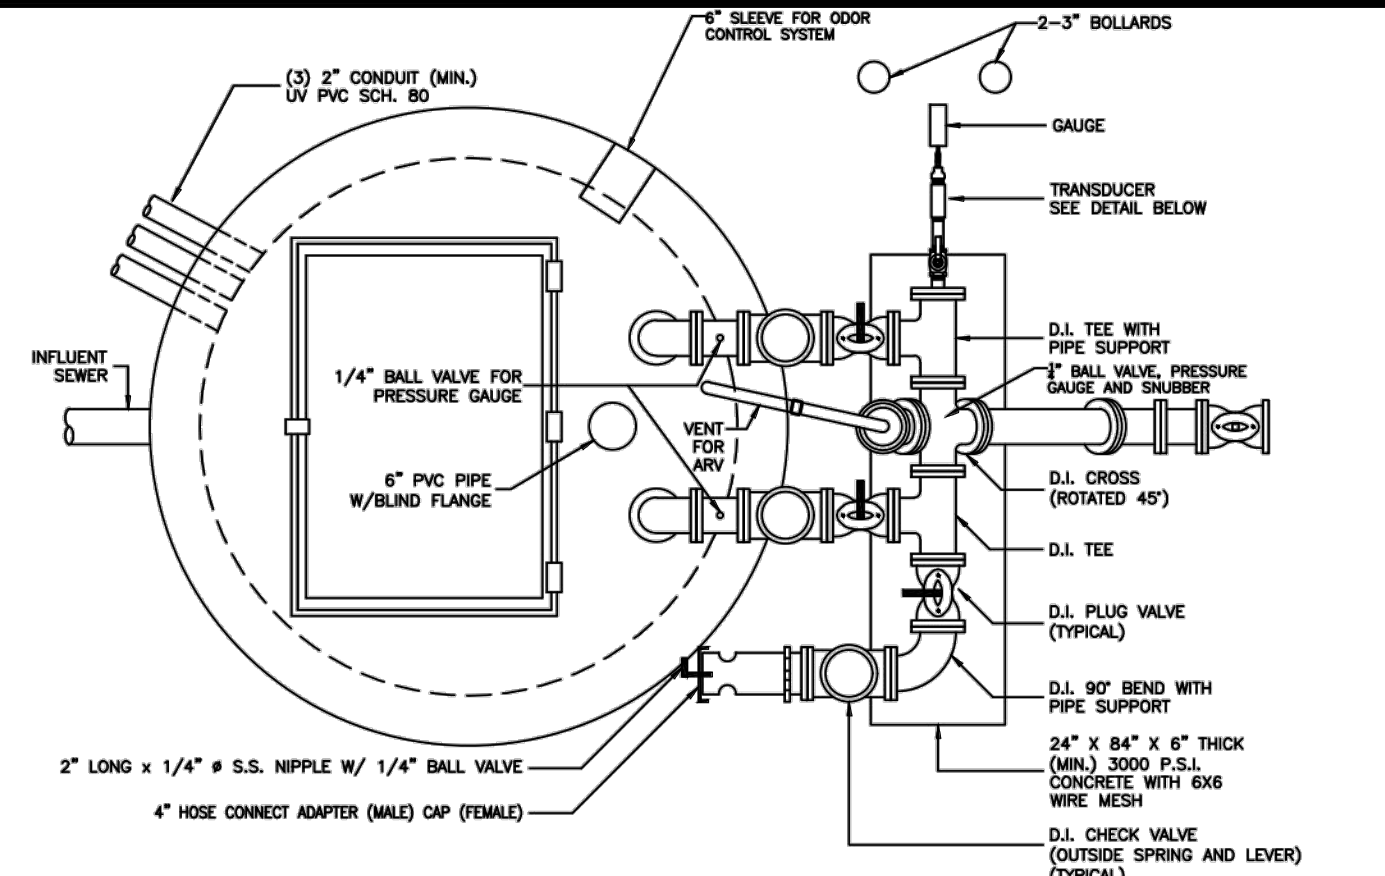 6" SLEEVE FOR ODOR
CONTROL SYSTEM
2-3" BOLLARDS
(3) 2" CONDUIT (MIN.)
UV PVC SCH. 80
GAUGE
TRANSDUCER
SEE DETAIL BELOW
INFLUENT
SEWER
1/4" BALL VALVE FOR
PRESSURE GAUGE
D.I. TEE WITH
PIPE SUPPORT
BALL VALVE, PRESSURE
GAUGE AND SNUBBER
VENT
FOR
ARV
6" PVC PIPE
W/BLIND FLANGE
D.I. CROSS
(ROTATED 45°)
D.I. TEE
D.I. PLUG VALVE
(TYPICAL)
D.I. 90° BEND WITH
PIPE SUPPORT
2" LONG x 1/4" ø S.S. NIPPLE W/ 1/4" BALL VALVE
4" HOSE CONNECT ADAPTER (MALE) CAP (FEMALE)
24" X 84" X 6" THICK
(MIN.) 3000 P.S.I.
CONCRETE WITH 6X6
WIRE MESH
D.I. CHECK VALVE
(OUTSIDE SPRING AND LEVER)
(TYPICAL)